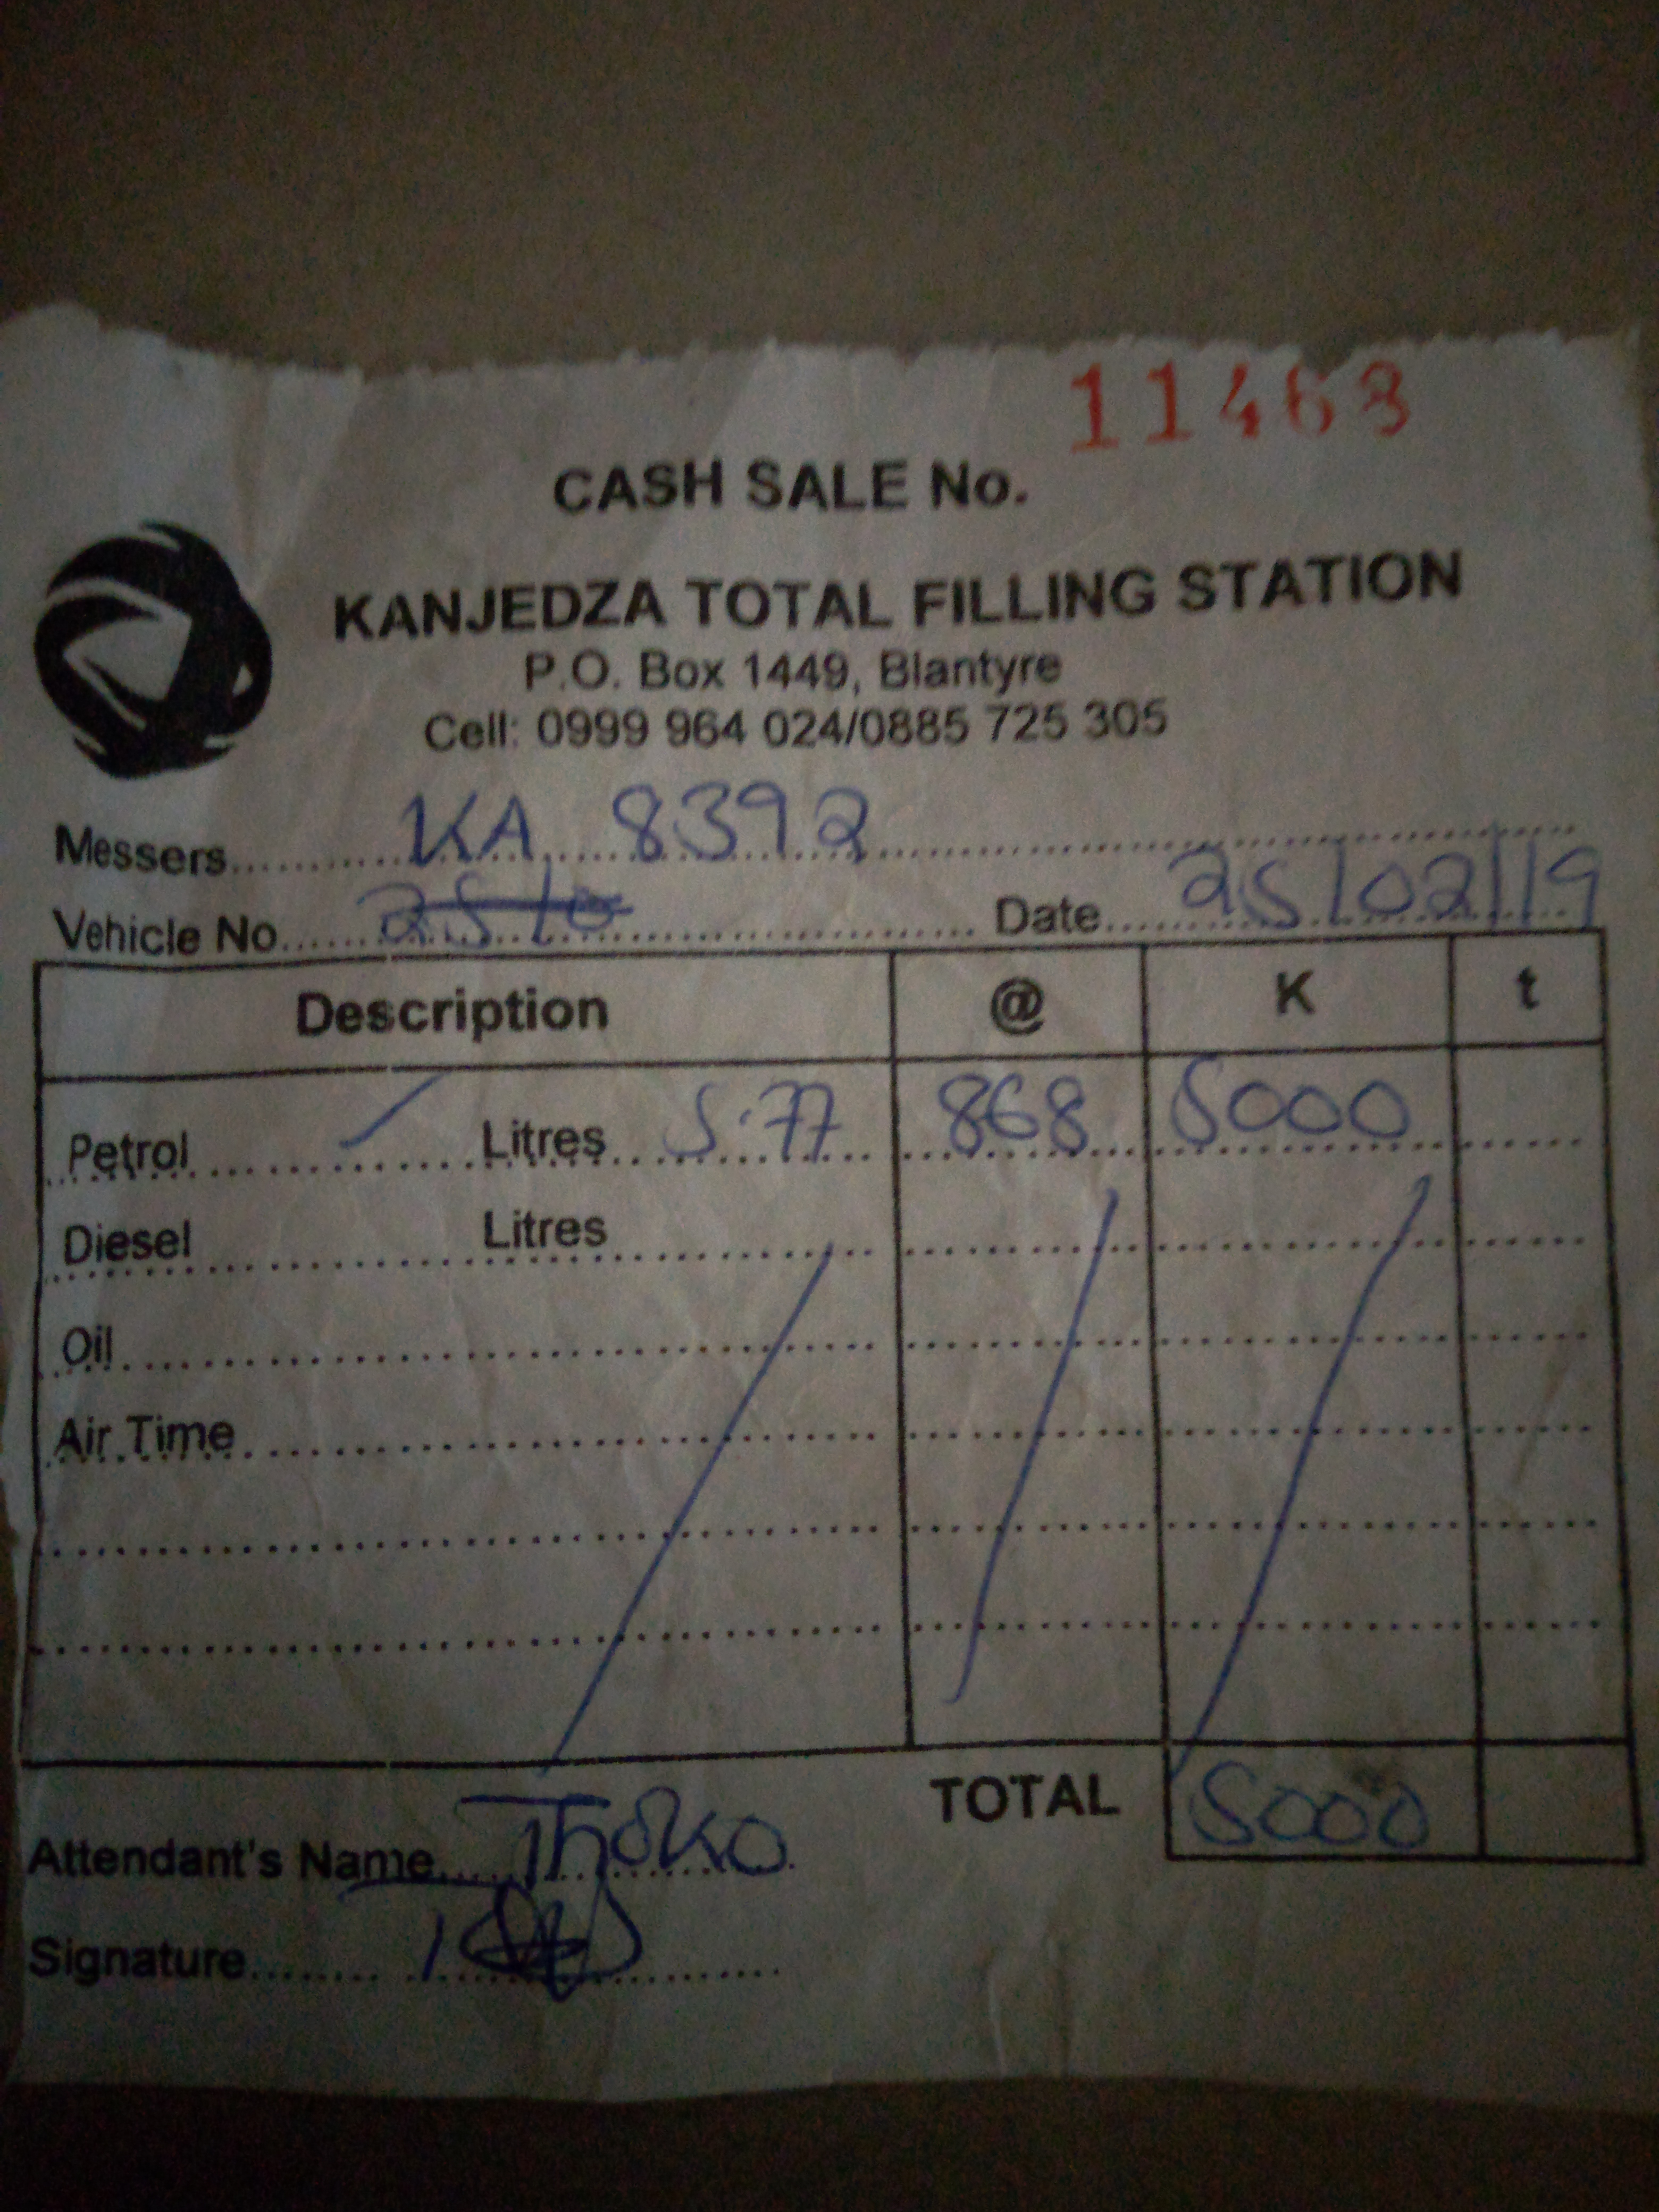 11468
CASH SALE No.
KANJEDZA TOTAL FILLING STATION
P.O. Box 1449, Blantyre
Cell: 0999 964 024/0885 725 305
Messers KA 8392
Vehicle No. Date 25/02/19
Description @ K t
Petrol Litres 5.77 868 5000
Diesel Litres
Oil
Air Time
TOTAL 5000
Attendant's Name Thoko
Signature